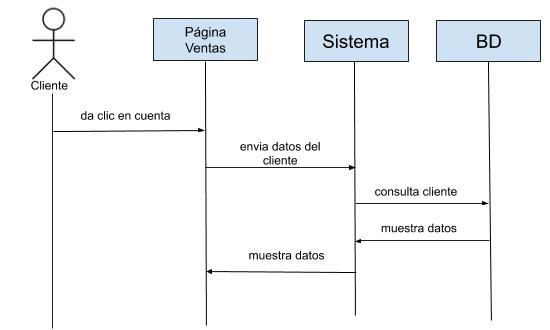 Página
Ventas
Sistema
BD
Cliente
da clic en cuenta
envia datos del
cliente
consulta cliente
muestra datos
muestra datos